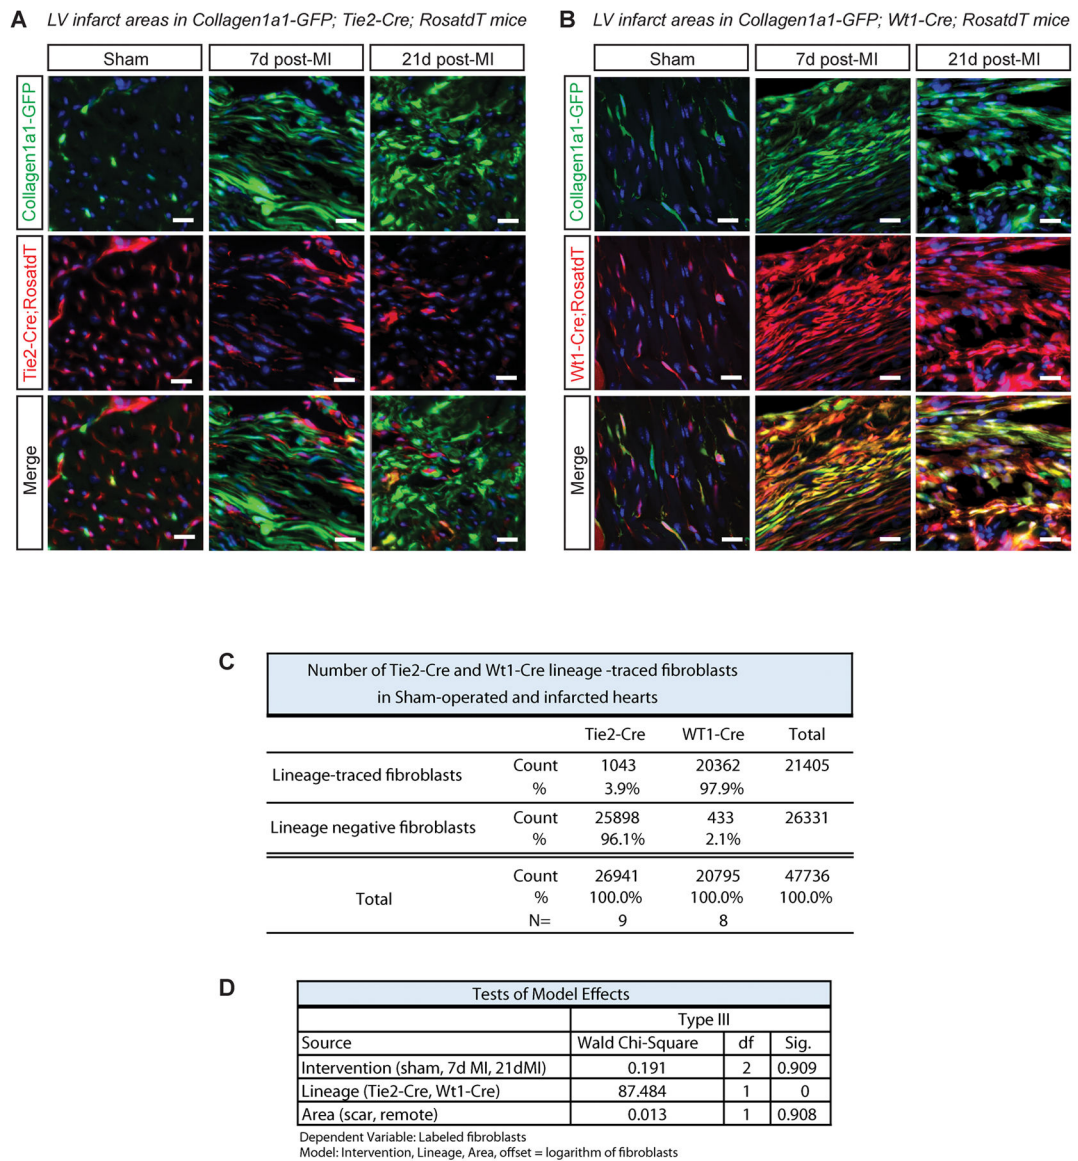 A LV infarct areas in Collagen1a1-GFP; Tie2-Cre; RosatdT mice
Sham 7d post-MI 21d post-MI
Collagen1a1-GFP
Tie2-Cre;RosatdT
Merge
B LV infarct areas in Collagen1a1-GFP; Wt1-Cre; RosatdT mice
Sham 7d post-MI 21d post-MI
Collagen1a1-GFP
Wt1-Cre;RosatdT
Merge
C
Number of Tie2-Cre and Wt1-Cre lineage -traced fibroblasts
in Sham-operated and infarcted hearts
Tie2-Cre WT1-Cre Total
Lineage-traced fibroblasts Count 1043 20362 21405
% 3.9% 97.9%
Lineage negative fibroblasts Count 25898 433 26331
% 96.1% 2.1%
Total Count 26941 20795 47736
% 100.0% 100.0% 100.0%
N= 9 8
D
Tests of Model Effects
Type III
Source Wald Chi-Square df Sig.
Intervention (sham, 7d MI, 21dMI) 0.191 2 0.909
Lineage (Tie2-Cre, Wt1-Cre) 87.484 1 0
Area (scar, remote) 0.013 1 0.908
Dependent Variable: Labeled fibroblasts
Model: Intervention, Lineage, Area, offset = logarithm of fibroblasts